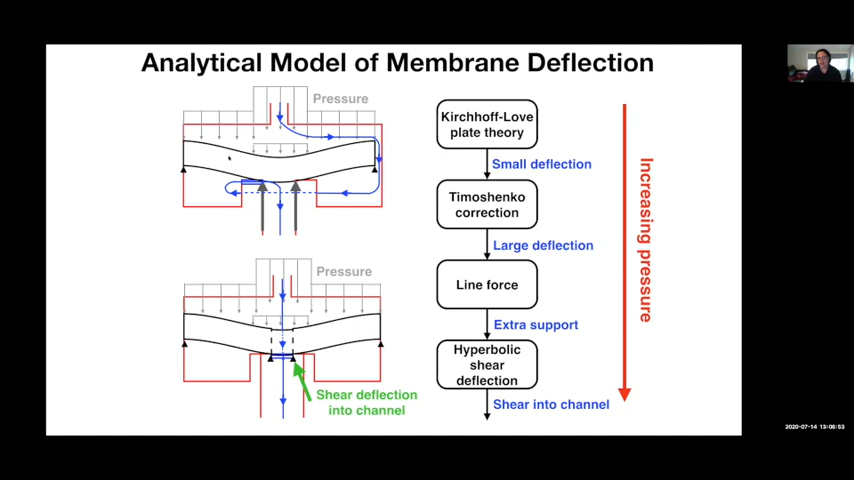 Analytical Model of Membrane Deflection
Pressure
Pressure
Shear deflection
into channel
Kirchhoff-Love
plate theory
Small deflection
Timoshenko
correction
Large deflection
Line force
Extra support
Hyperbolic
shear
deflection
Shear into channel
Increasing pressure
2020-07-14 13:06:53